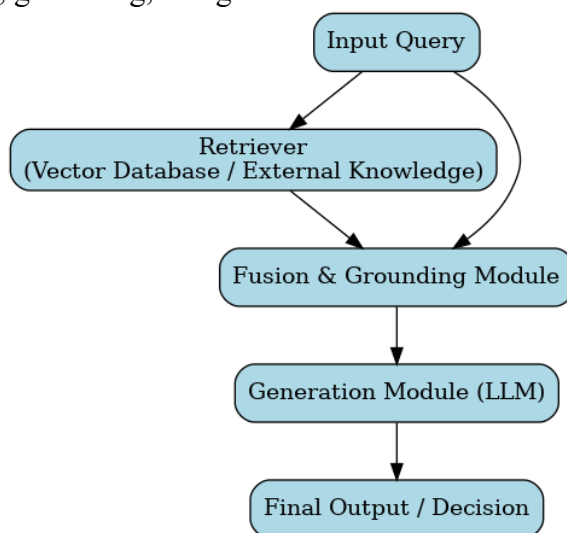 Input Query
Retriever
(Vector Database / External Knowledge)
Fusion & Grounding Module
Generation Module (LLM)
Final Output / Decision